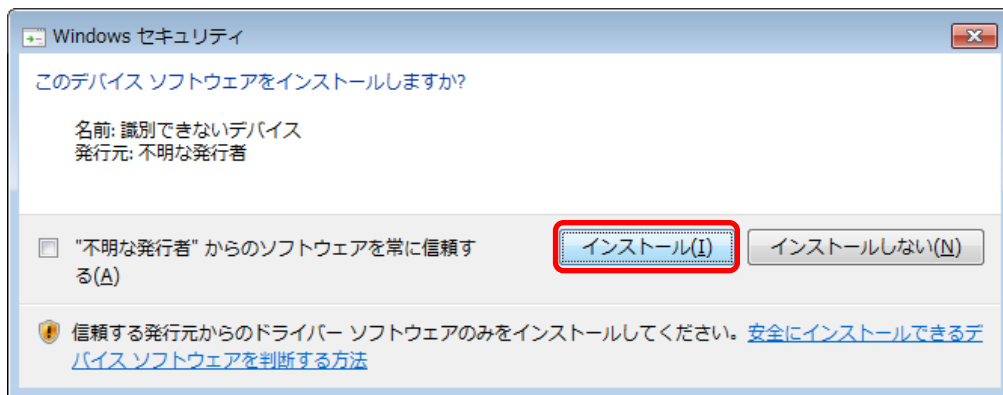 Windows セキュリティ
このデバイス ソフトウェアをインストールしますか?
名前: 識別できないデバイス
発行元: 不明な発行者
"不明な発行者" からのソフトウェアを常に信頼す
る(A)
インストール(I)
インストールしない(N)
信頼する発行元からのドライバー ソフトウェアのみをインストールしてください。安全にインストールできるデ
バイス ソフトウェアを判断する方法